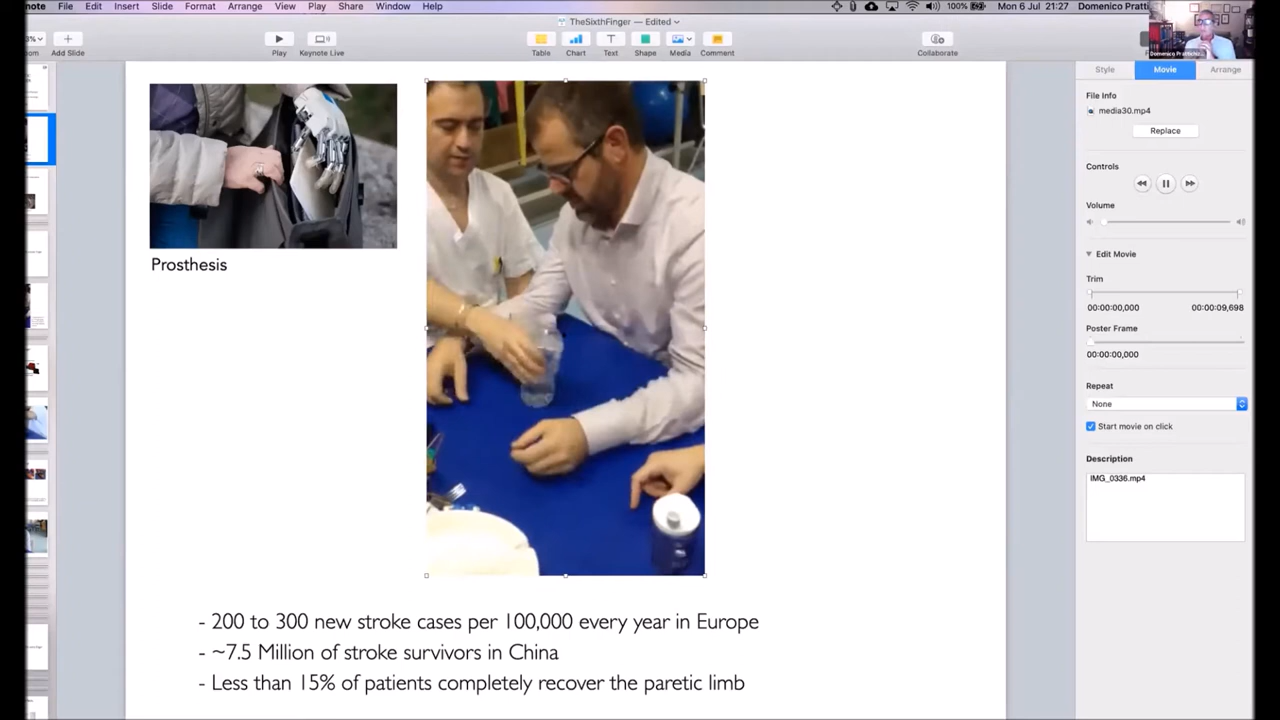 note File Edit Insert Slide Format Arrange View Play Share Window Help
100% Mon 6 Jul 21:27 Domenico Pratti
TheSixthFinger — Edited
Add Slide Play Keynote Live Table Chart Text Shape Media Comment Collaborate
Style Movie Arrange
File Info
media30.mp4
Replace
Controls
Volume
Edit Movie
Trim
00:00:00,000 00:00:09,698
Poster Frame
00:00:00,000
Repeat
None
Start movie on click
Description
IMG_0336.mp4
Prosthesis
- 200 to 300 new stroke cases per 100,000 every year in Europe
- ~7.5 Million of stroke survivors in China
- Less than 15% of patients completely recover the paretic limb